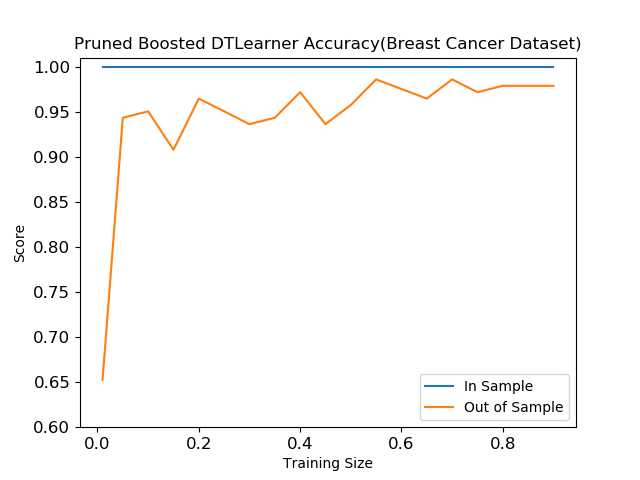 Pruned Boosted DTLearner Accuracy(Breast Cancer Dataset)
1.00
0.95
0.90
0.85
0.80
0.75
0.70
0.65
0.60
Score
0.0 0.2 0.4 0.6 0.8
Training Size
In Sample
Out of Sample